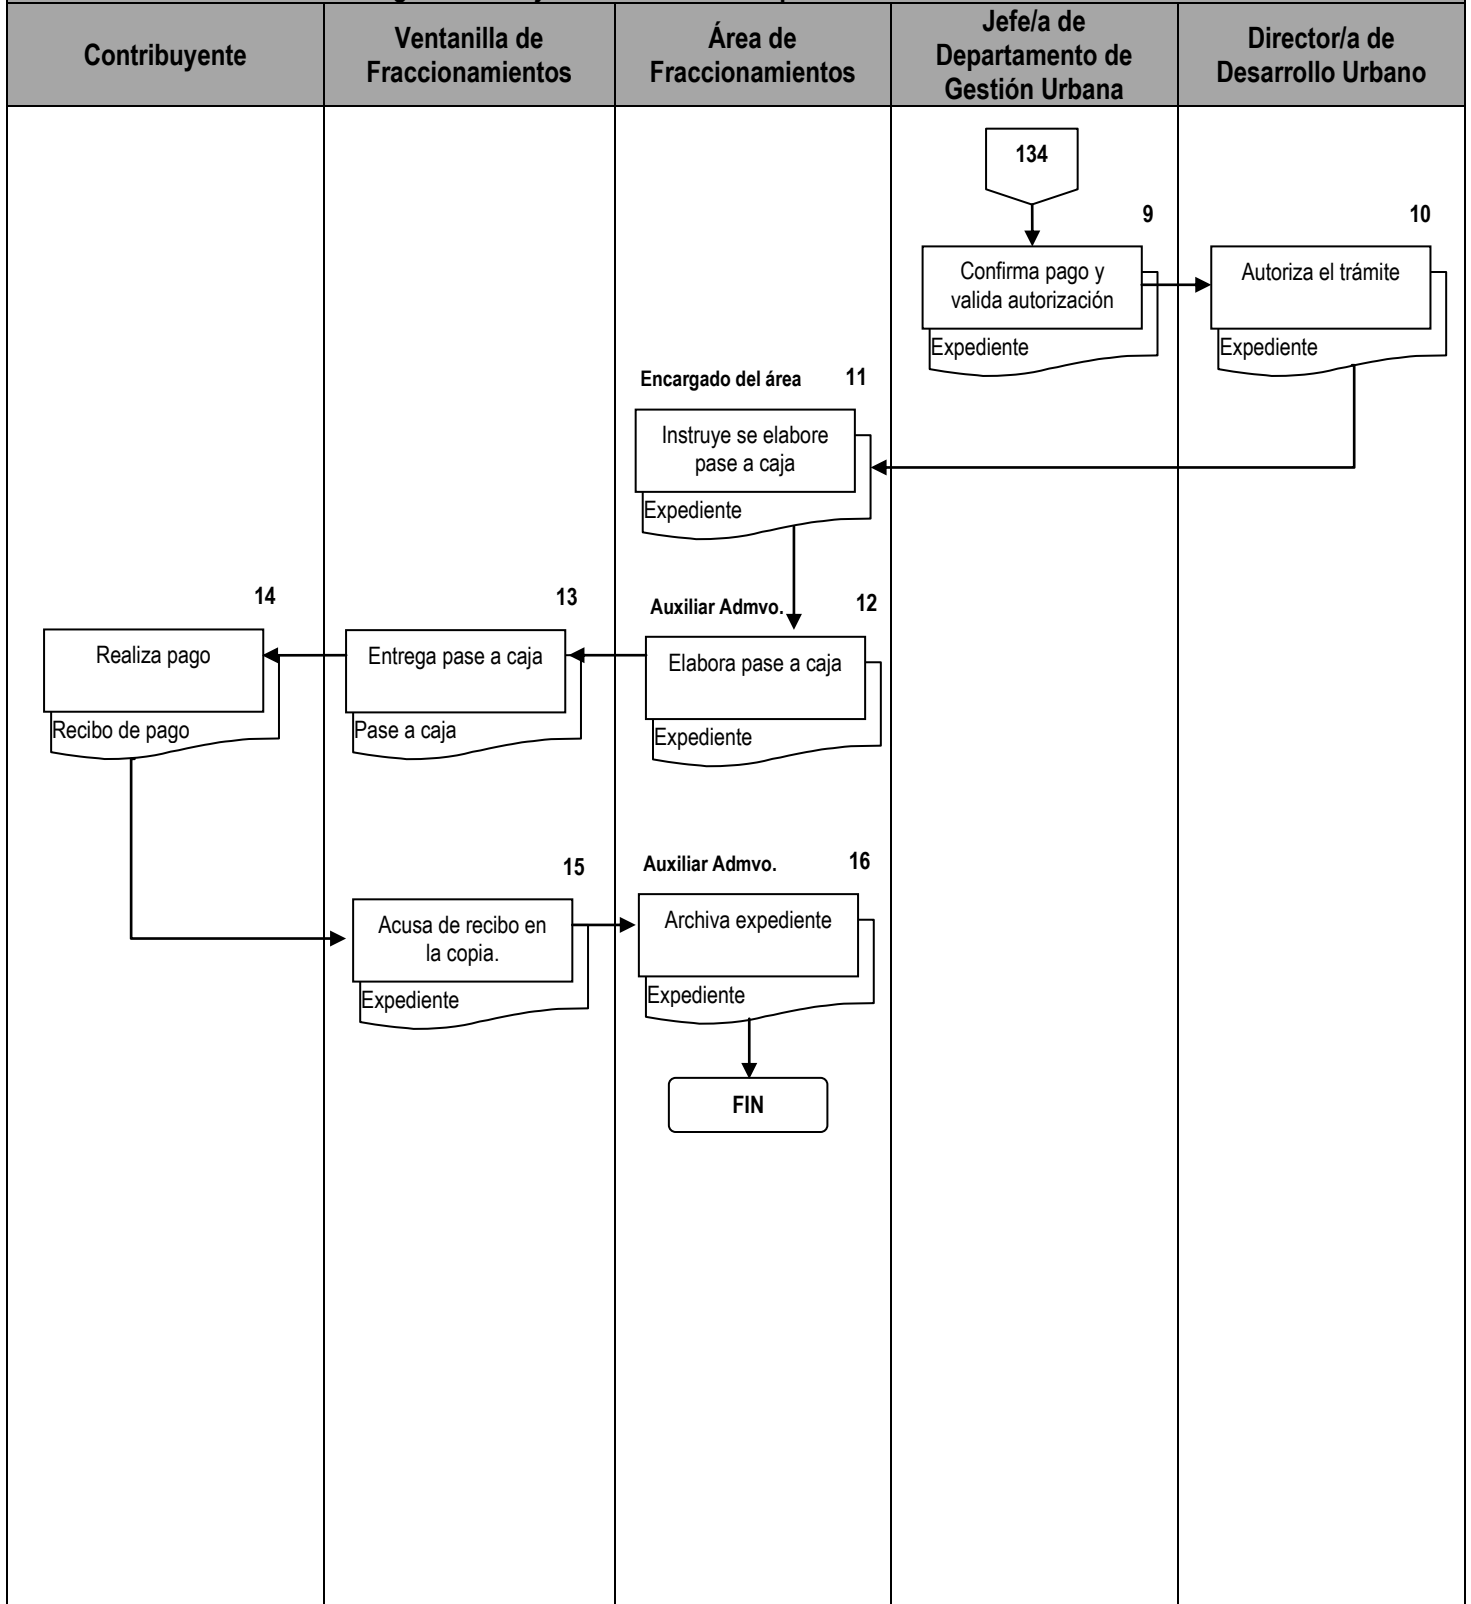 Contribuyente
Ventanilla de
Fraccionamientos
Área de
Fraccionamientos
Jefe/a de
Departamento de
Gestión Urbana
Director/a de
Desarrollo Urbano
134
9
Confirma pago y
valida autorización
Expediente
10
Autoriza el trámite
Expediente
Encargado del área
11
Instruye se elabore
pase a caja
Expediente
Auxiliar Admvo.
12
Elabora pase a caja
Expediente
13
Entrega pase a caja
Pase a caja
14
Realiza pago
Recibo de pago
15
Acusa de recibo en
la copia.
Expediente
Auxiliar Admvo.
16
Archiva expediente
Expediente
FIN